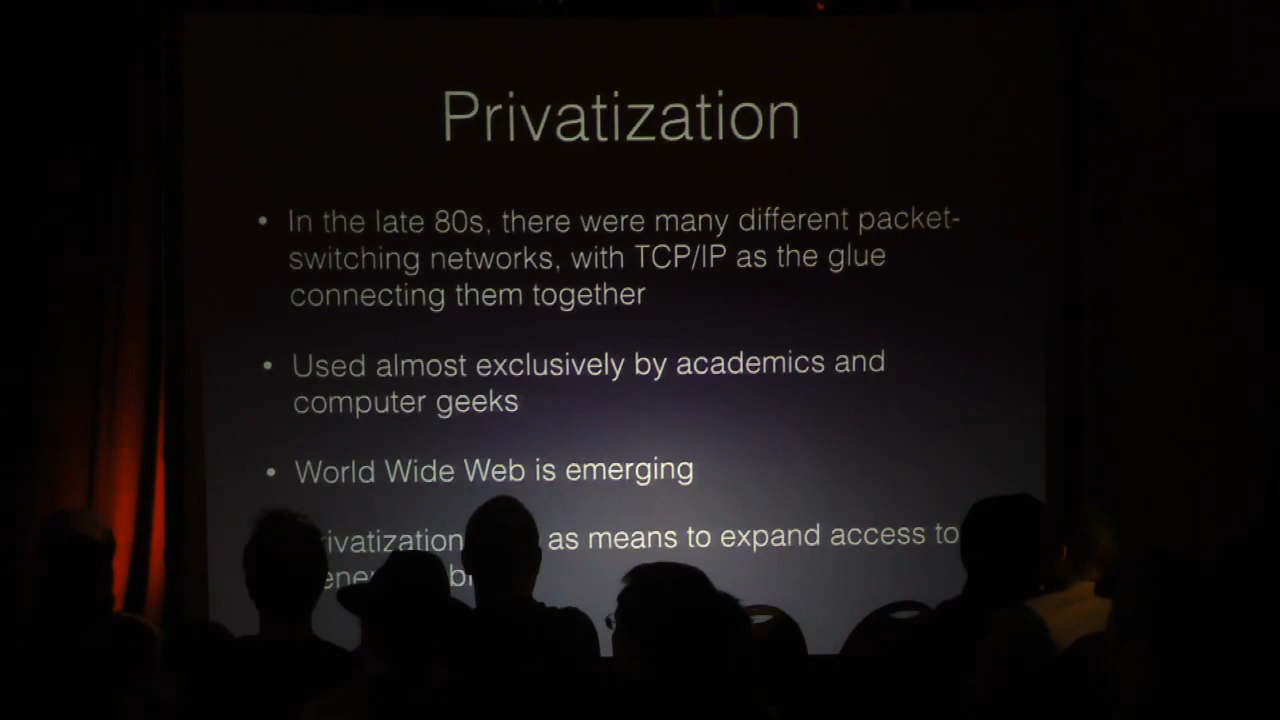 Privatization
• In the late 80s, there were many different packet-
switching networks, with TCP/IP as the glue
connecting them together
• Used almost exclusively by academics and
computer geeks
• World Wide Web is emerging
as means to expand access to